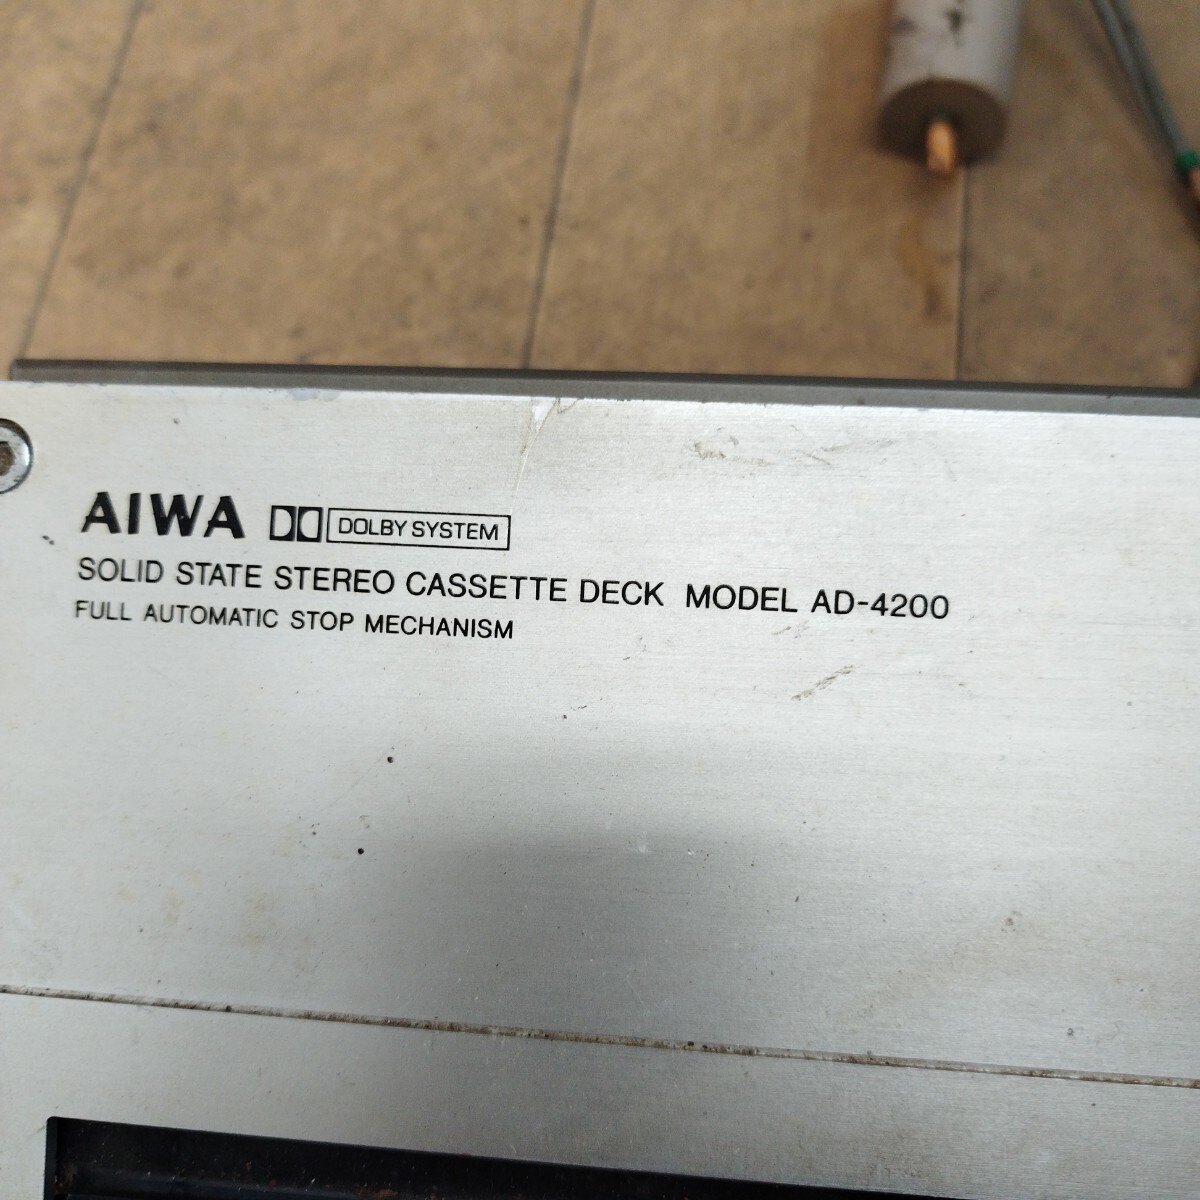 AIWA DOLBY SYSTEM
SOLID STATE STEREO CASSETTE DECK MODEL AD-4200
FULL AUTOMATIC STOP MECHANISM